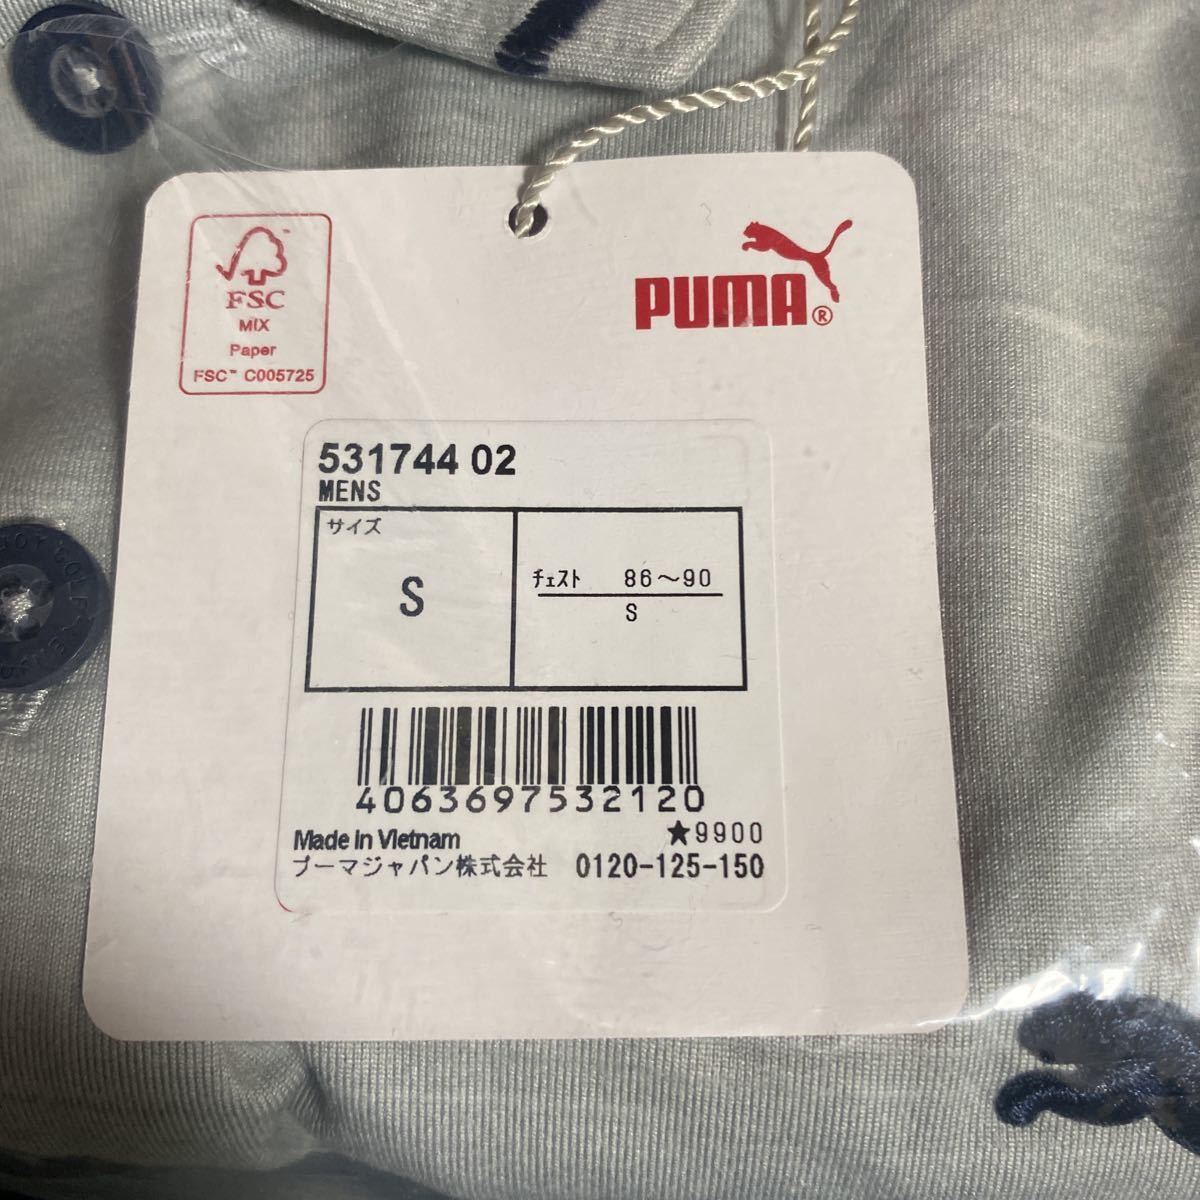 FSC
MIX
Paper
FSC™ C005725
PUMA®
531744 02
MENS
サイズ
S
チェスト 86～90
S
4063697532120
Made in Vietnam
★9900
プーマジャパン株式会社 0120-125-150